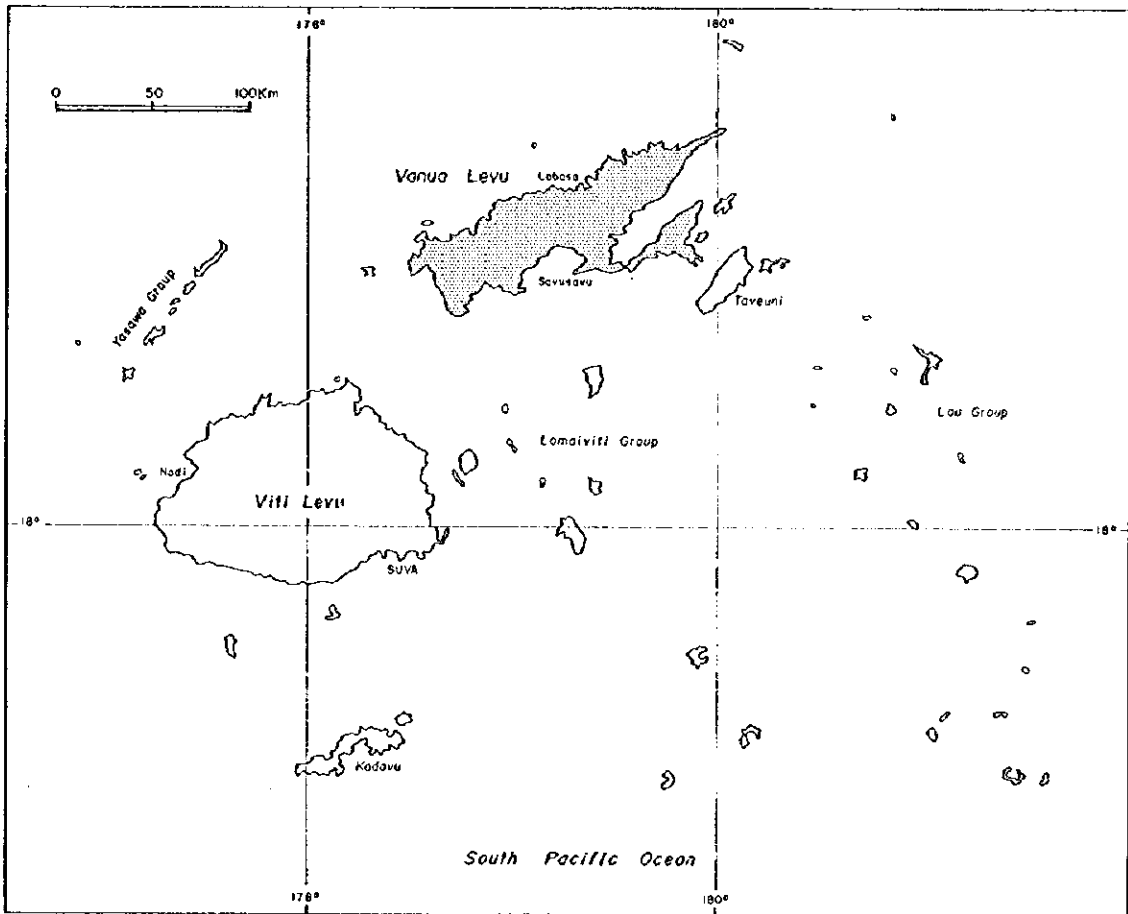 178°
180°
0 50 100Km
Vanua Levu
Labasa
Savusavu
Taveuni
Yasawa Group
Lau Group
Lomaiviti Group
Nadi
Viti Levu
18°
18°
SUVA
Kadavu
South Pacific Ocean
178°
180°